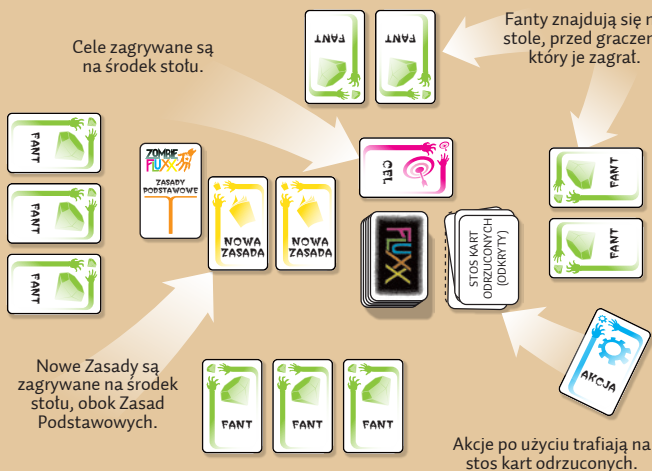 Cele zagrywane są
na środek stołu.
FANT
FANT
Fanty znajdują się n
stole, przed graczem
który je zagrał.
FANT
FANT
FANT
ZOMBIE
FLUXX
ZASADY
PODSTAWOWE
NOWA
ZASADA
NOWA
ZASADA
CEL
FLUXX
STOS KART
ODRZUCONYCH
(ODKRYTY)
FANT
FANT
AKCJA
Nowe Zasady są
zagrywane na środek
stołu, obok Zasad
Podstawowych.
FANT
FANT
FANT
Akcje po użyciu trafiają na
stos kart odrzuconych.